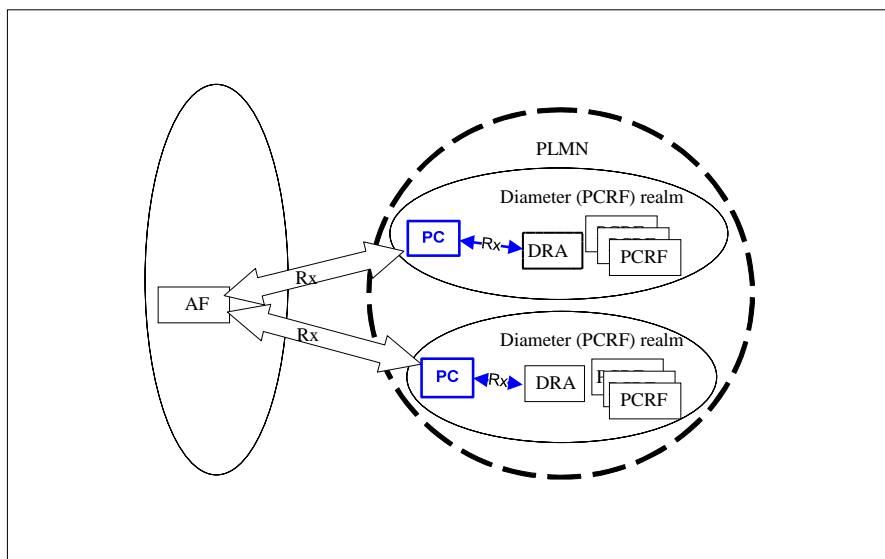 PLMN
Diameter (PCRF) realm
PC
Rx
DRA
PCRF
Rx
AF
Rx
Diameter (PCRF) realm
PC
Rx
DRA
PCRF